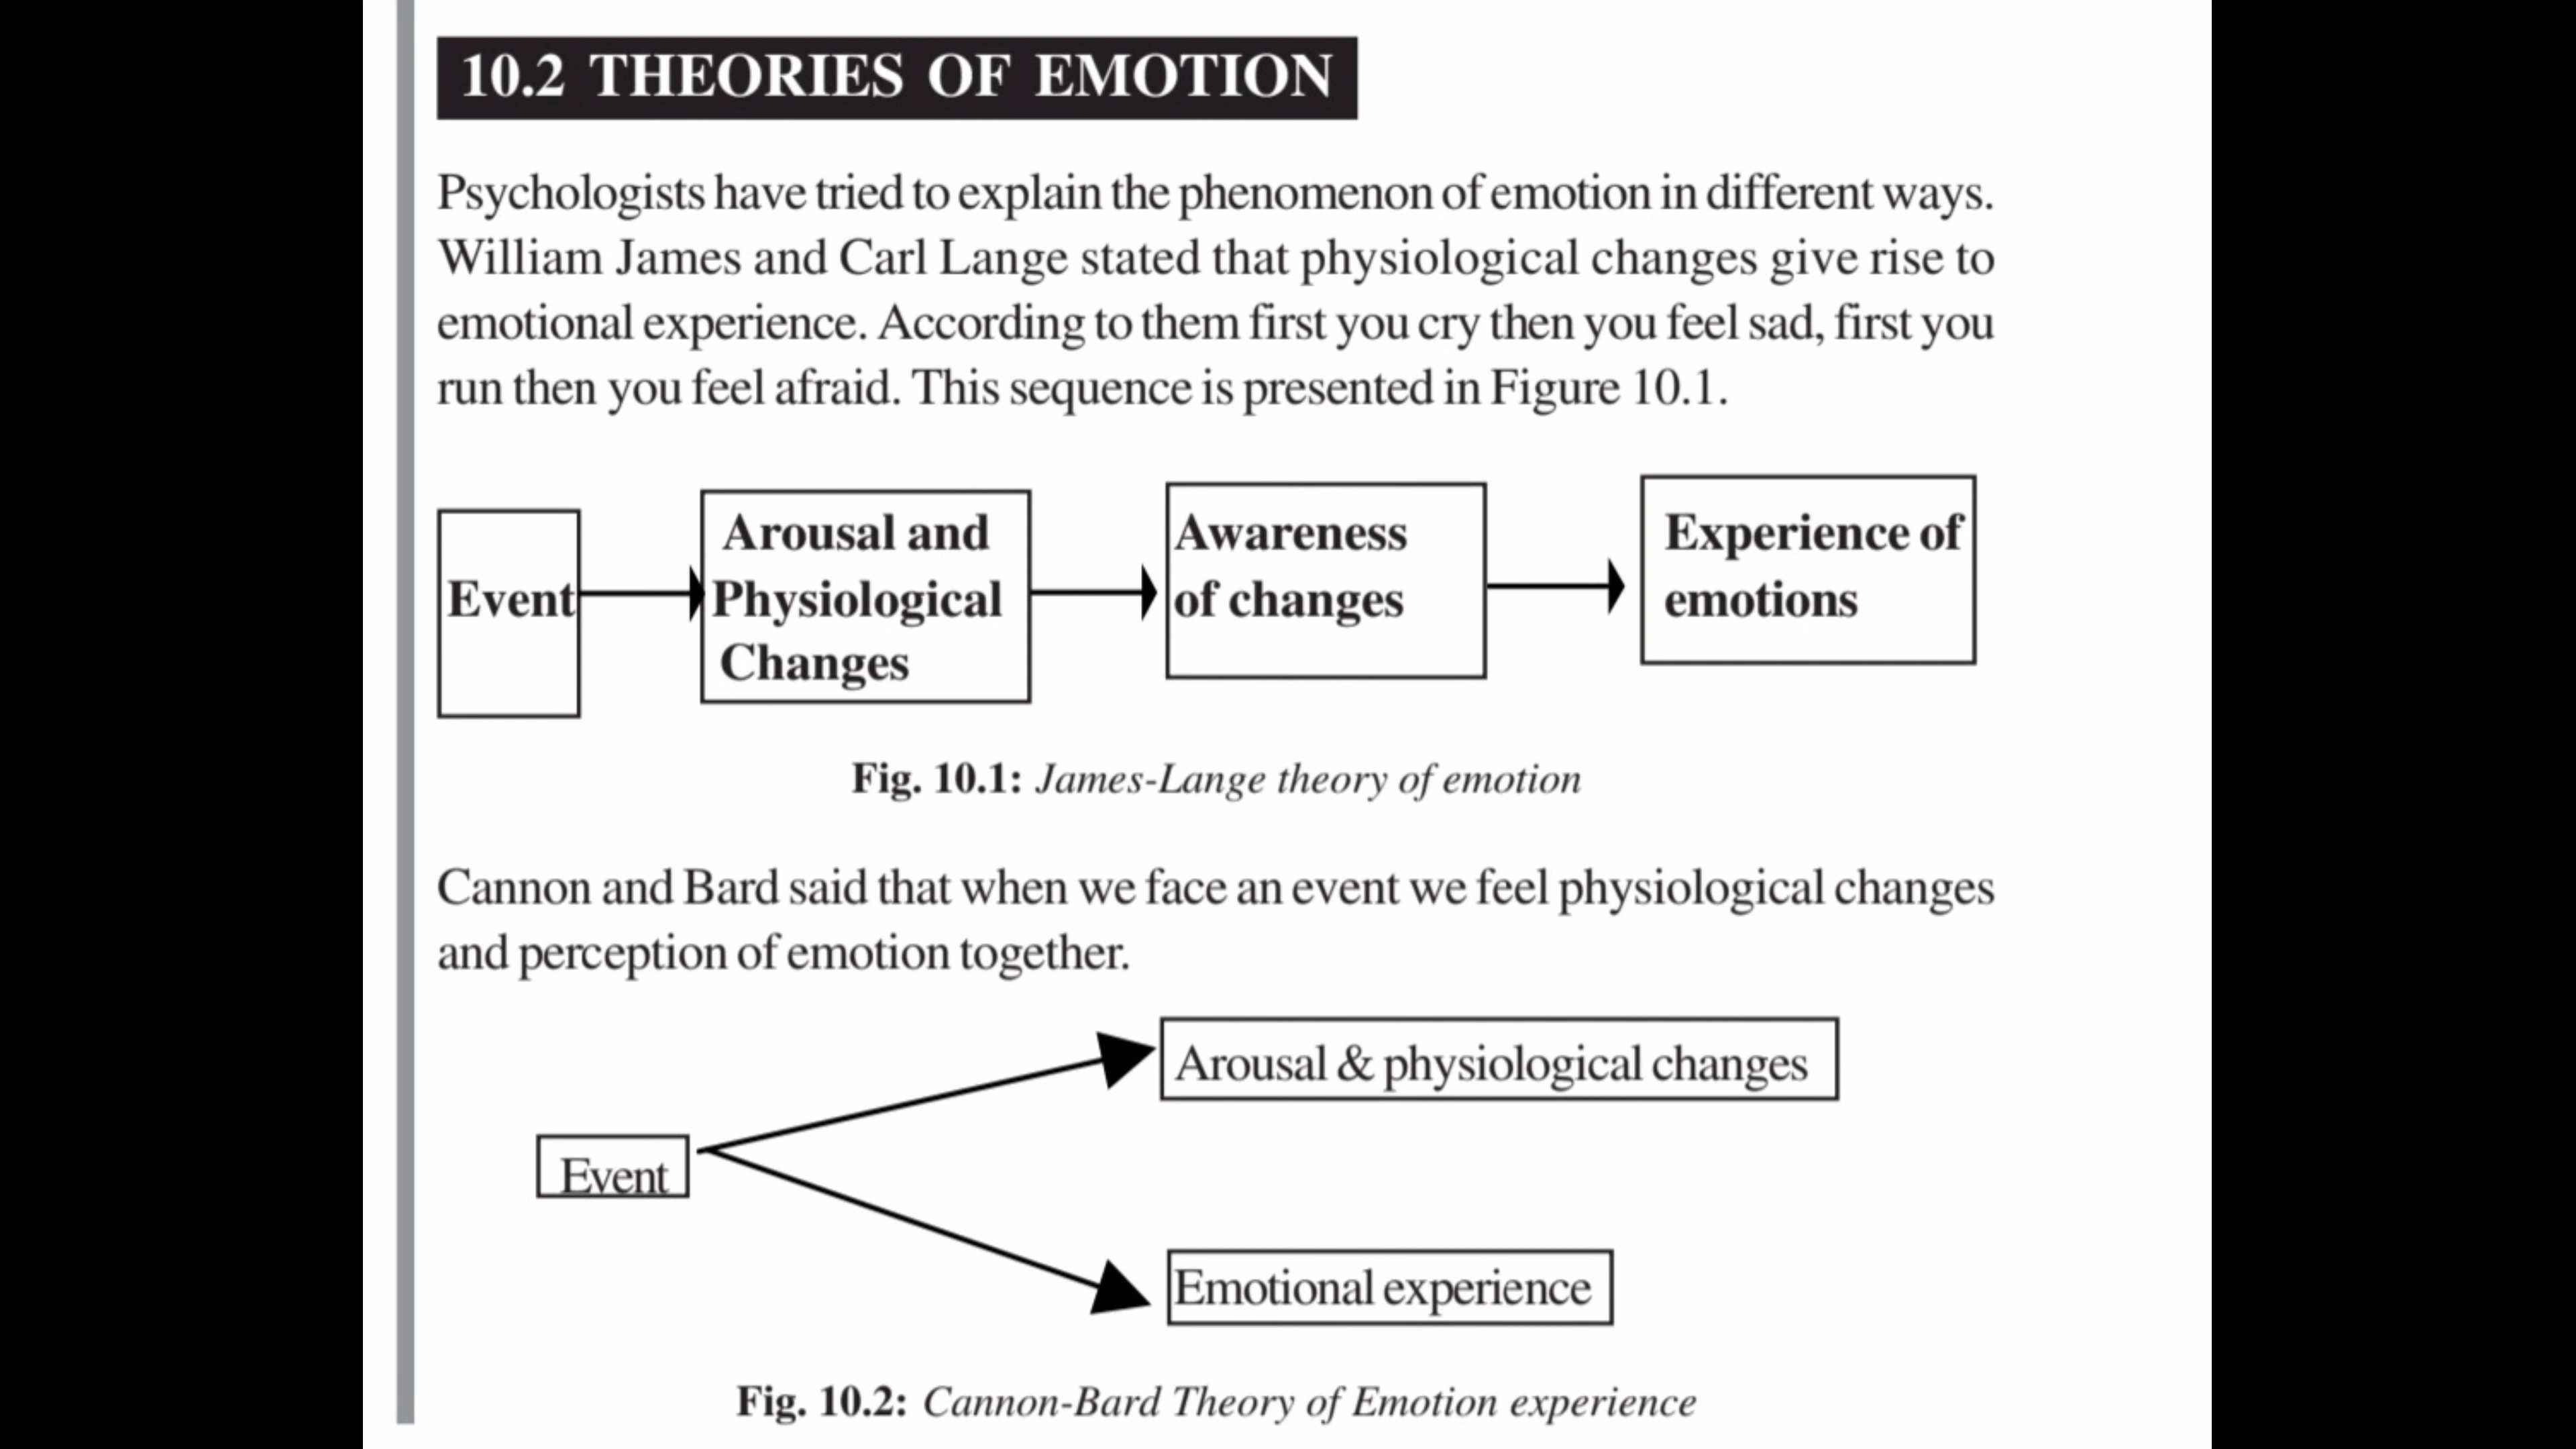 10.2 THEORIES OF EMOTION
Psychologists have tried to explain the phenomenon of emotion in different ways.
William James and Carl Lange stated that physiological changes give rise to
emotional experience. According to them first you cry then you feel sad, first you
run then you feel afraid. This sequence is presented in Figure 10.1.
Event
Arousal and
Physiological
Changes
Awareness
of changes
Experience of
emotions
Fig. 10.1: James-Lange theory of emotion
Cannon and Bard said that when we face an event we feel physiological changes
and perception of emotion together.
Arousal & physiological changes
Event
Emotional experience
Fig. 10.2: Cannon-Bard Theory of Emotion experience